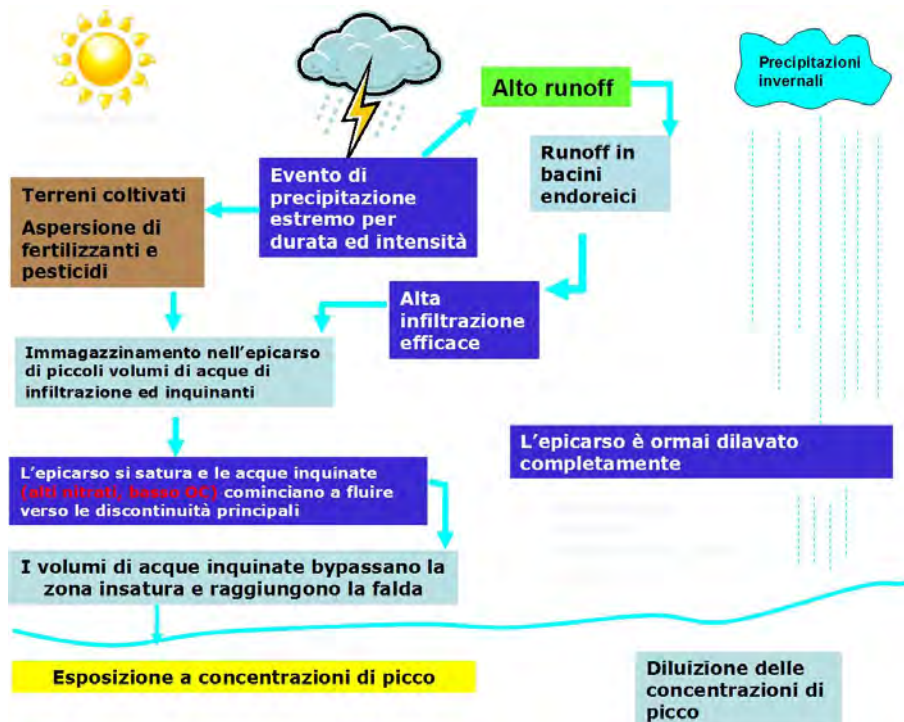 Precipitazioni
invernali
Alto runoff
Runoff in
bacini
endoreici
Evento di
precipitazione
estremo per
durata ed intensità
Terreni coltivati
Aspersione di
fertilizzanti e
pesticidi
Alta
infiltrazione
efficace
Immagazzinamento nell'epicarso
di piccoli volumi di acque di
infiltrazione ed inquinanti
L'epicarso è ormai dilavato
completamente
L'epicarso si satura e le acque inquinate
(alti nitrati, basso OC) cominciano a fluire
verso le discontinuità principali
I volumi di acque inquinate bypassano la
zona insatura e raggiungono la falda
Esposizione a concentrazioni di picco
Diluizione delle
concentrazioni di
picco